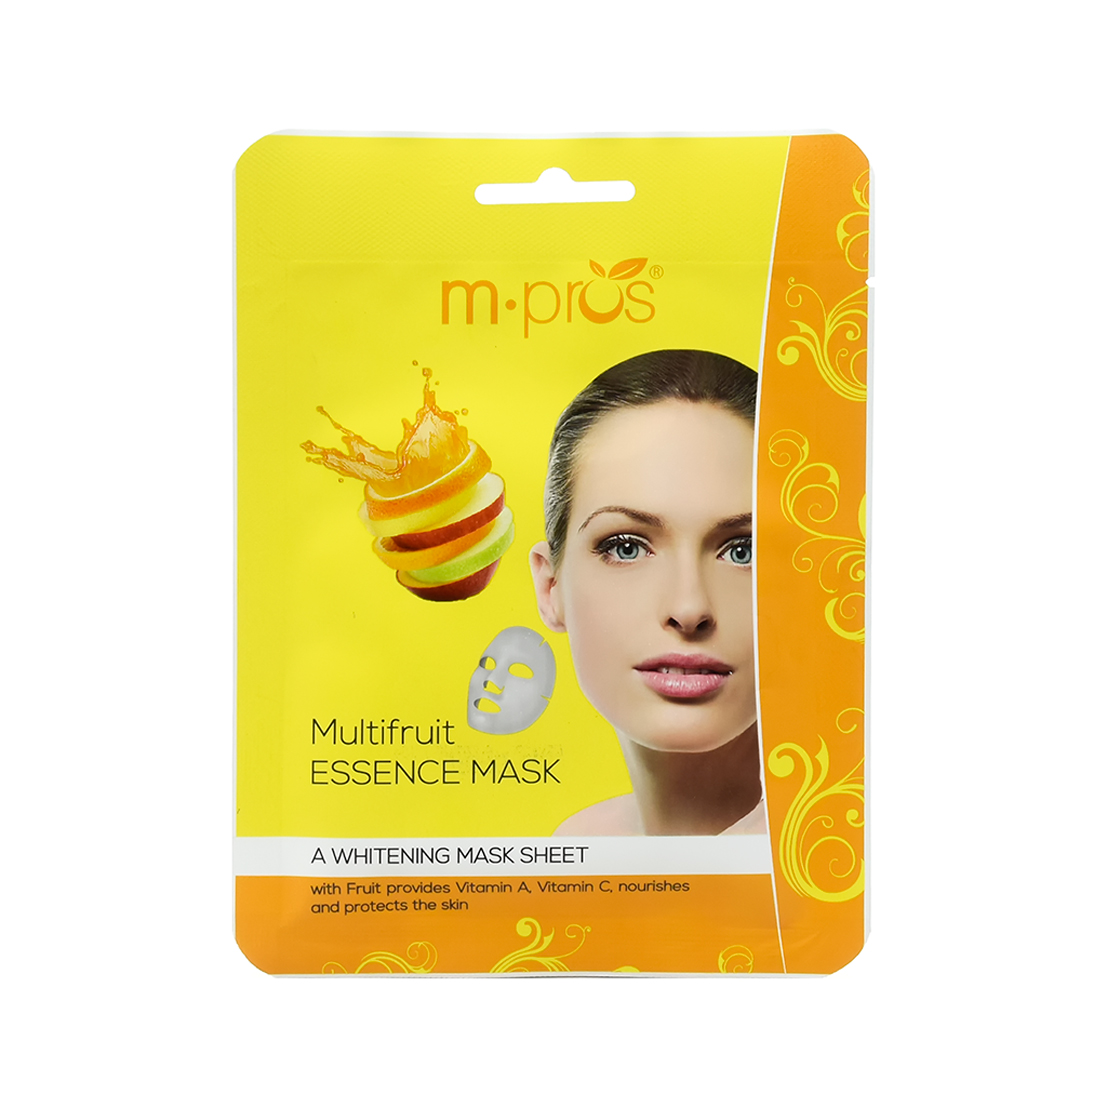 m•pros®
Multifruit
ESSENCE MASK
A WHITENING MASK SHEET
with Fruit provides Vitamin A, Vitamin C, nourishes
and protects the skin